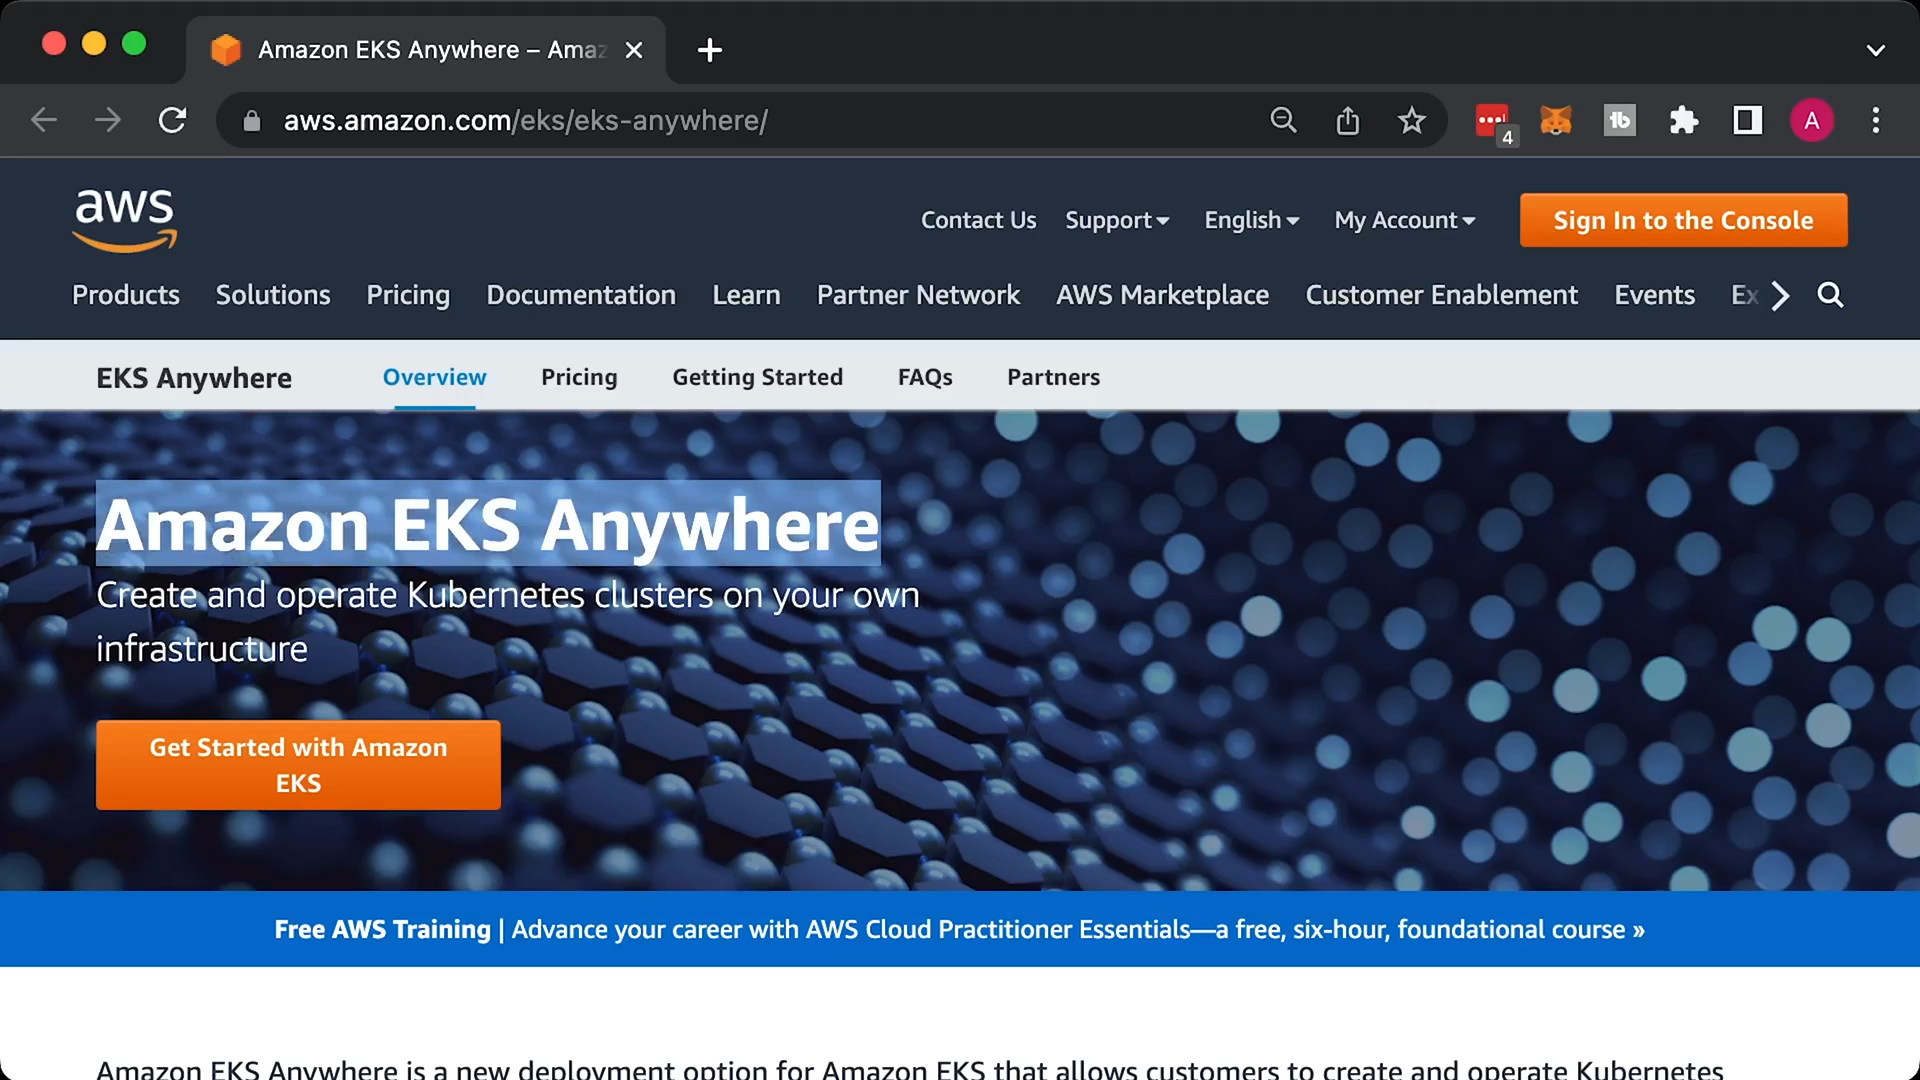 Amazon EKS Anywhere – Amaz
aws.amazon.com/eks/eks-anywhere/
4
A
aws
Contact Us Support English My Account Sign In to the Console
Products Solutions Pricing Documentation Learn Partner Network AWS Marketplace Customer Enablement Events Ex
EKS Anywhere Overview Pricing Getting Started FAQs Partners
Amazon EKS Anywhere
Create and operate Kubernetes clusters on your own
infrastructure
Get Started with Amazon
EKS
Free AWS Training | Advance your career with AWS Cloud Practitioner Essentials—a free, six-hour, foundational course »
Amazon EKS Anywhere is a new deployment option for Amazon EKS that allows customers to create and operate Kubernetes